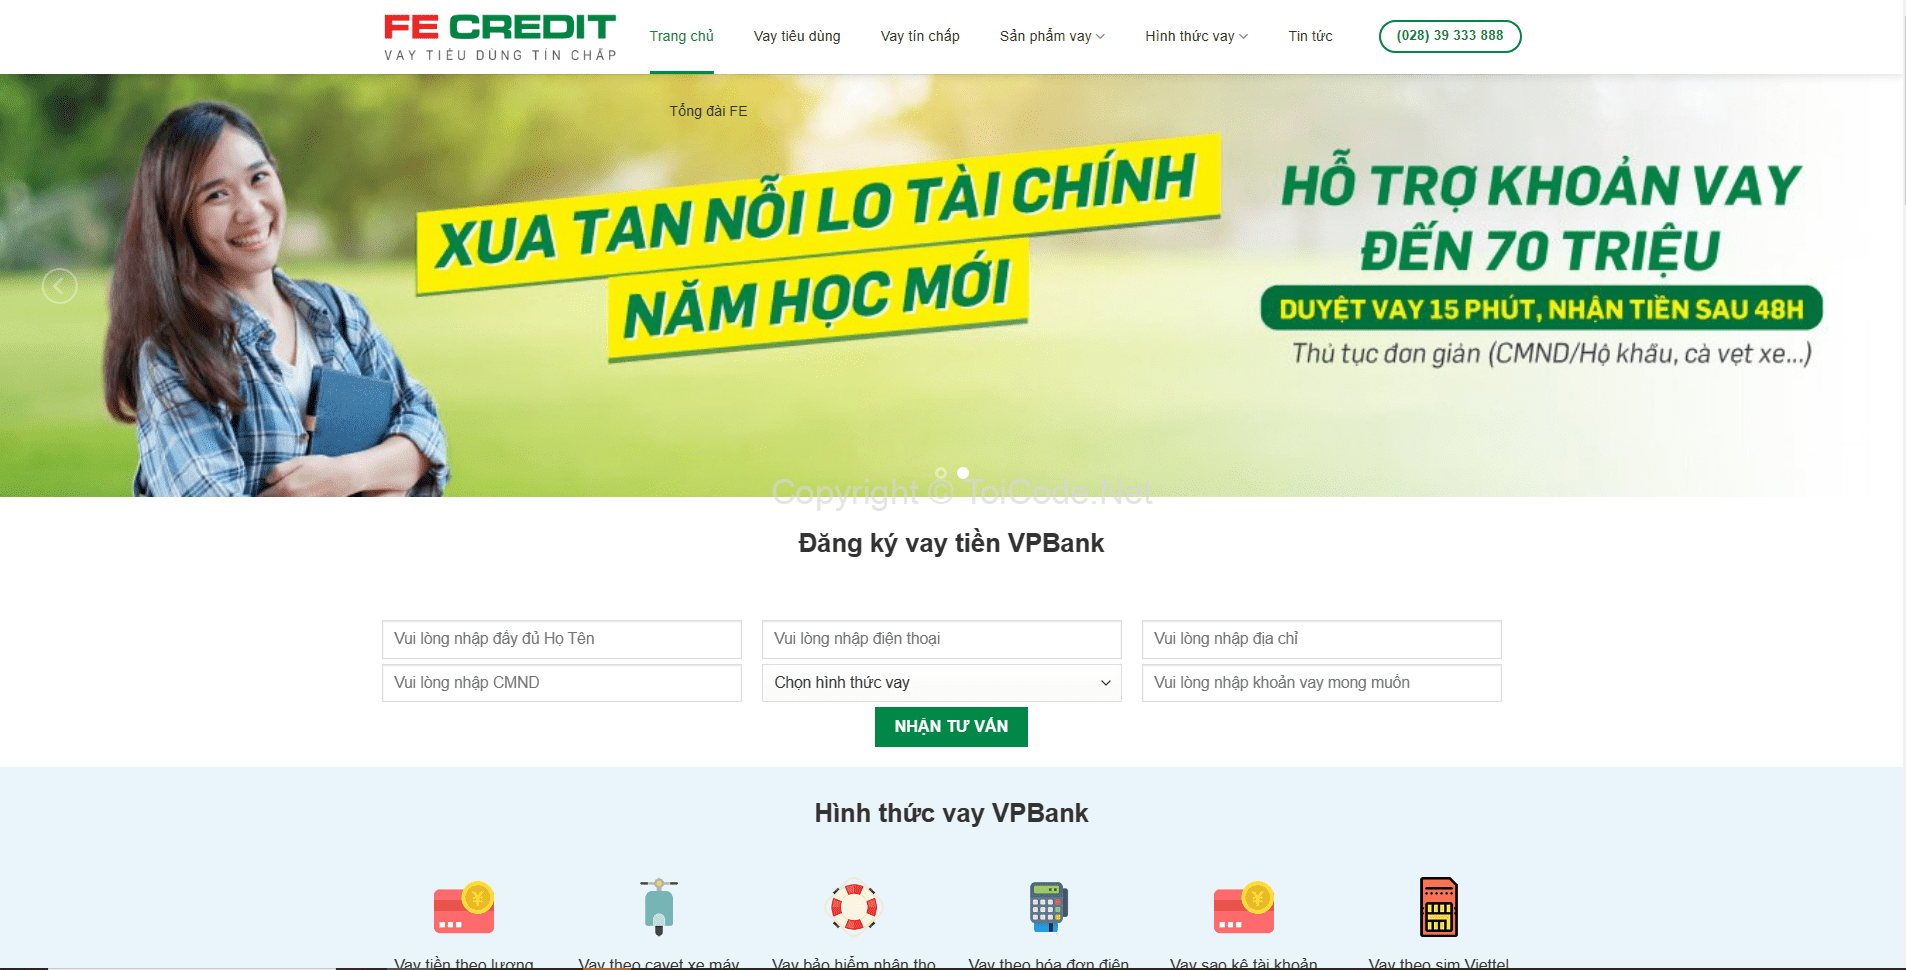 FE CREDIT
VAY TIÊU DÙNG TÍN CHẤP
Trang chủ
Vay tiêu dùng
Vay tín chấp
Sản phẩm vay
Hình thức vay
Tin tức
(028) 39 333 888
Tổng đài FE
XUA TAN NỖI LO TÀI CHÍNH
NĂM HỌC MỚI
HỖ TRỢ KHOẢN VAY
ĐẾN 70 TRIỆU
DUYỆT VAY 15 PHÚT, NHẬN TIỀN SAU 48H
Thủ tục đơn giản (CMND/Hộ khẩu, cà vẹt xe...)
Copyright © ToiCode.Net
Đăng ký vay tiền VPBank
Vui lòng nhập đầy đủ Họ Tên
Vui lòng nhập điện thoại
Vui lòng nhập địa chỉ
Vui lòng nhập CMND
Chọn hình thức vay
Vui lòng nhập khoản vay mong muốn
NHẬN TƯ VẤN
Hình thức vay VPBank
Vay tiền theo lương
Vay theo cavet xe máy
Vay bảo hiểm nhân thọ
Vay theo hóa đơn điện
Vay sao kê tài khoản
Vay theo sim Viettel